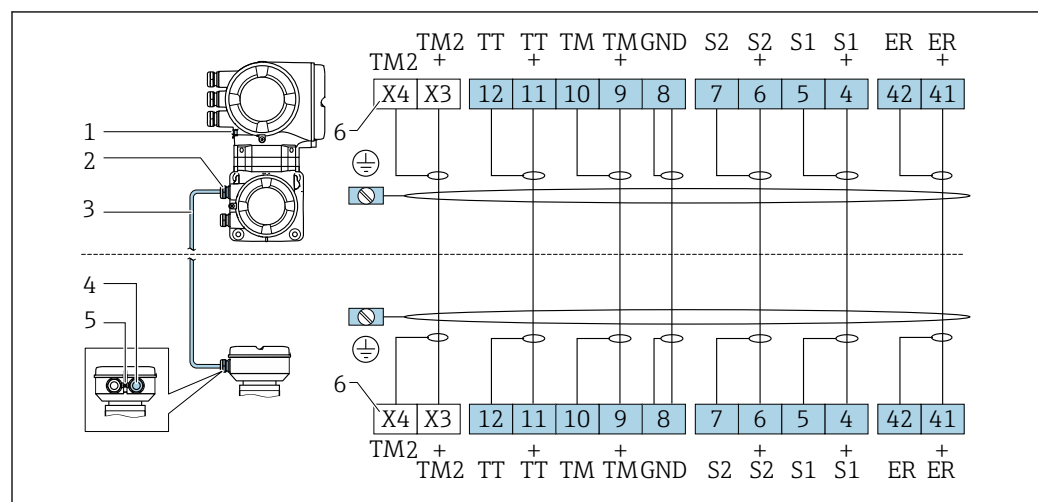 TM2 TM2 TT TT TM TM GND S2 S2 S1 S1 ER ER
+ + + + + +
X4 X3 12 11 10 9 8 7 6 5 4 42 41
6
1
2
3
4
5
6
X4 X3 12 11 10 9 8 7 6 5 4 42 41
+ + + + + +
TM2 TM2 TT TT TM TM GND S2 S2 S1 S1 ER ER